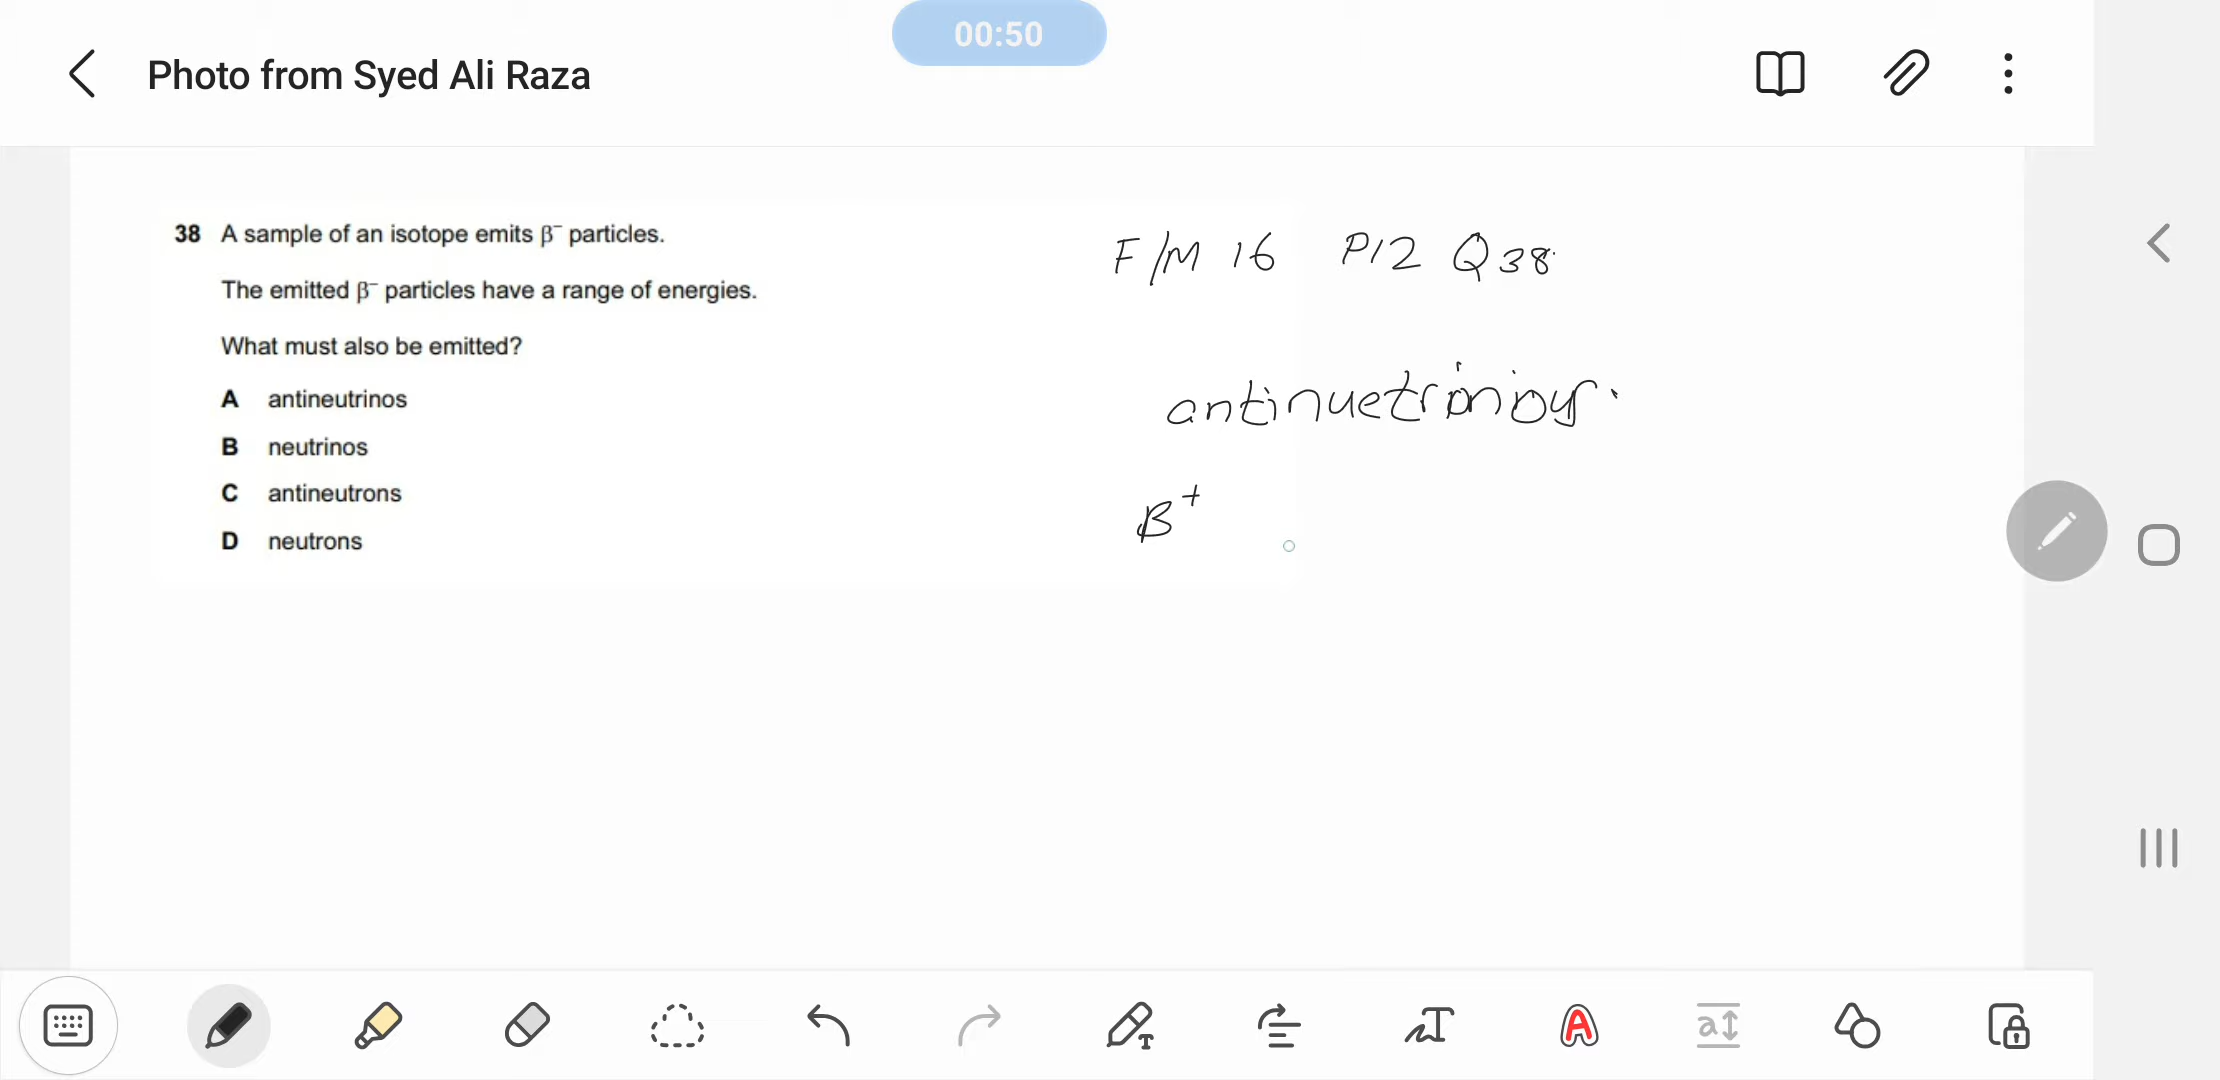 00:50
Photo from Syed Ali Raza
38 A sample of an isotope emits β⁻ particles.
The emitted β⁻ particles have a range of energies.
What must also be emitted?
A antineutrinos
B neutrinos
C antineutrons
D neutrons
F/M 16 P12 Q38.
B⁺
T
T
A
a